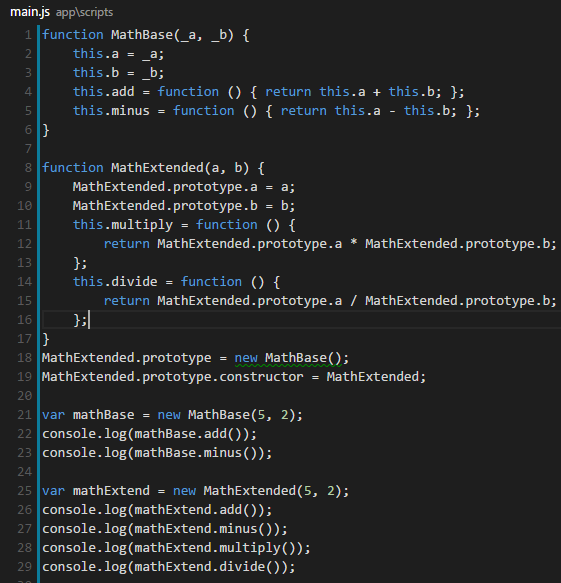 main.js app\scripts
1 function MathBase(_a, _b) {
2     this.a = _a;
3     this.b = _b;
4     this.add = function () { return this.a + this.b; };
5     this.minus = function () { return this.a - this.b; };
6 }
7
8 function MathExtended(a, b) {
9     MathExtended.prototype.a = a;
10     MathExtended.prototype.b = b;
11     this.multiply = function () {
12         return MathExtended.prototype.a * MathExtended.prototype.b;
13     };
14     this.divide = function () {
15         return MathExtended.prototype.a / MathExtended.prototype.b;
16     };
17 }
18 MathExtended.prototype = new MathBase();
19 MathExtended.prototype.constructor = MathExtended;
20
21 var mathBase = new MathBase(5, 2);
22 console.log(mathBase.add());
23 console.log(mathBase.minus());
24
25 var mathExtend = new MathExtended(5, 2);
26 console.log(mathExtend.add());
27 console.log(mathExtend.minus());
28 console.log(mathExtend.multiply());
29 console.log(mathExtend.divide());